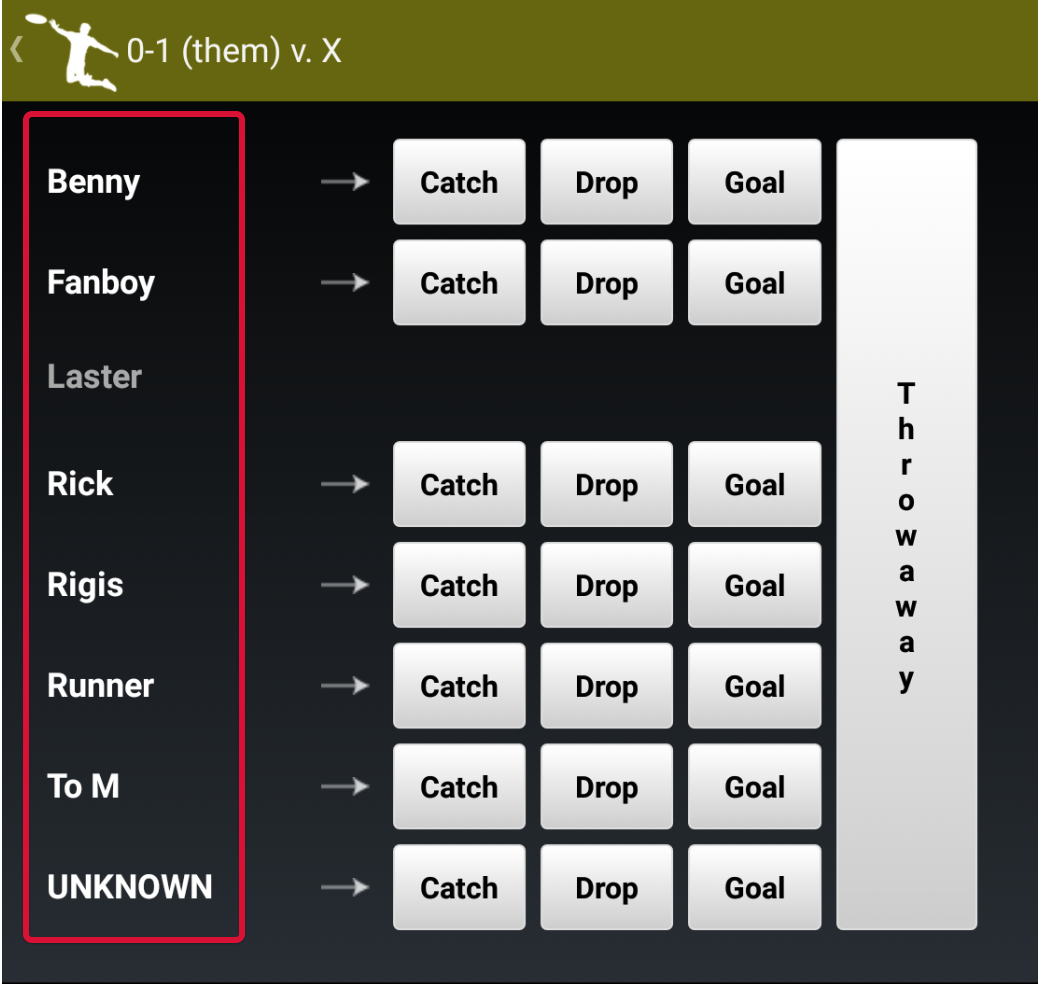 0-1 (them) v. X
Benny Catch Drop Goal
Fanboy Catch Drop Goal
Laster
Rick Catch Drop Goal
Rigis Catch Drop Goal
Runner Catch Drop Goal
To M Catch Drop Goal
UNKNOWN Catch Drop Goal
Throwaway